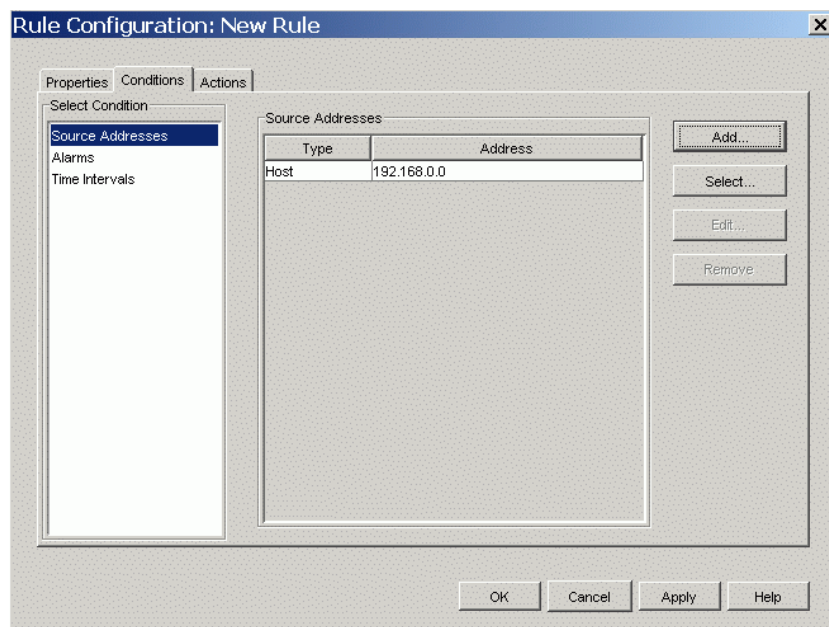 Rule Configuration: New Rule
Properties Conditions Actions
Select Condition
Source Addresses
Alarms
Time Intervals
Source Addresses
Type Address
Host 192.168.0.0
Add...
Select...
Edit...
Remove
OK Cancel Apply Help